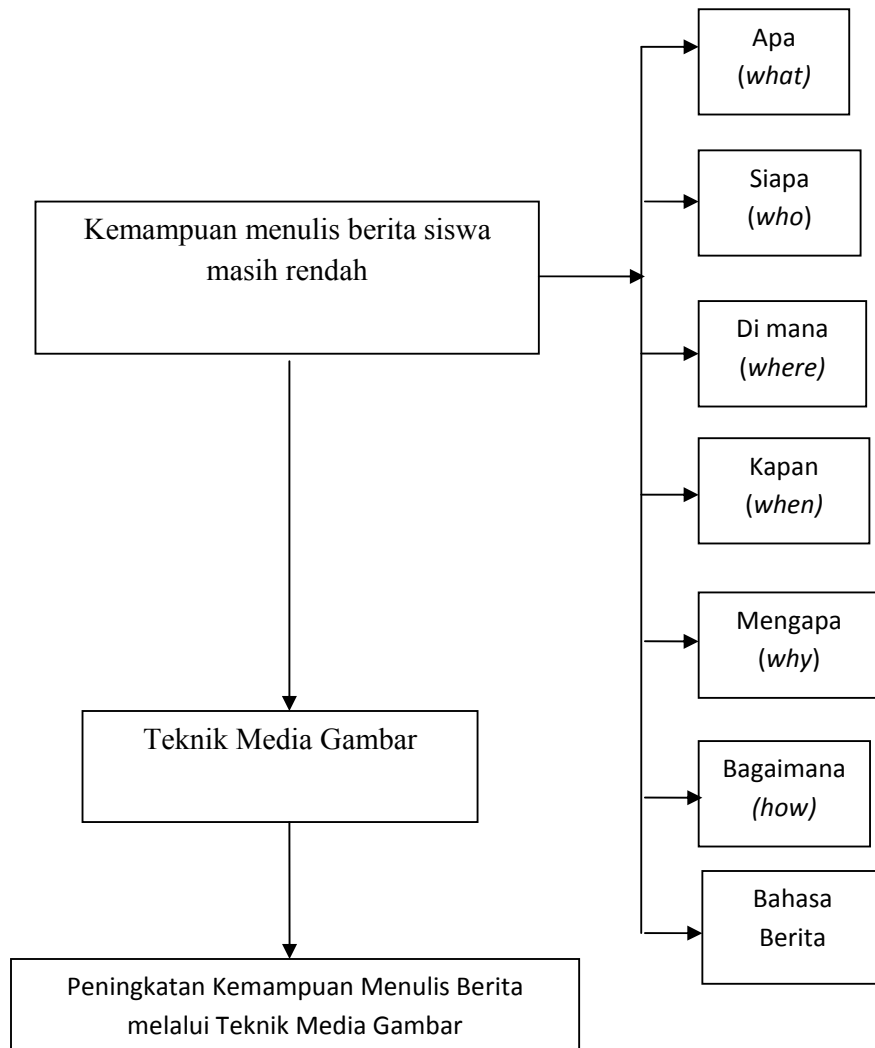 Apa
(what)
Siapa
(who)
Kemampuan menulis berita siswa
masih rendah
Di mana
(where)
Kapan
(when)
Mengapa
(why)
Teknik Media Gambar
Bagaimana
(how)
Bahasa
Berita
Peningkatan Kemampuan Menulis Berita
melalui Teknik Media Gambar